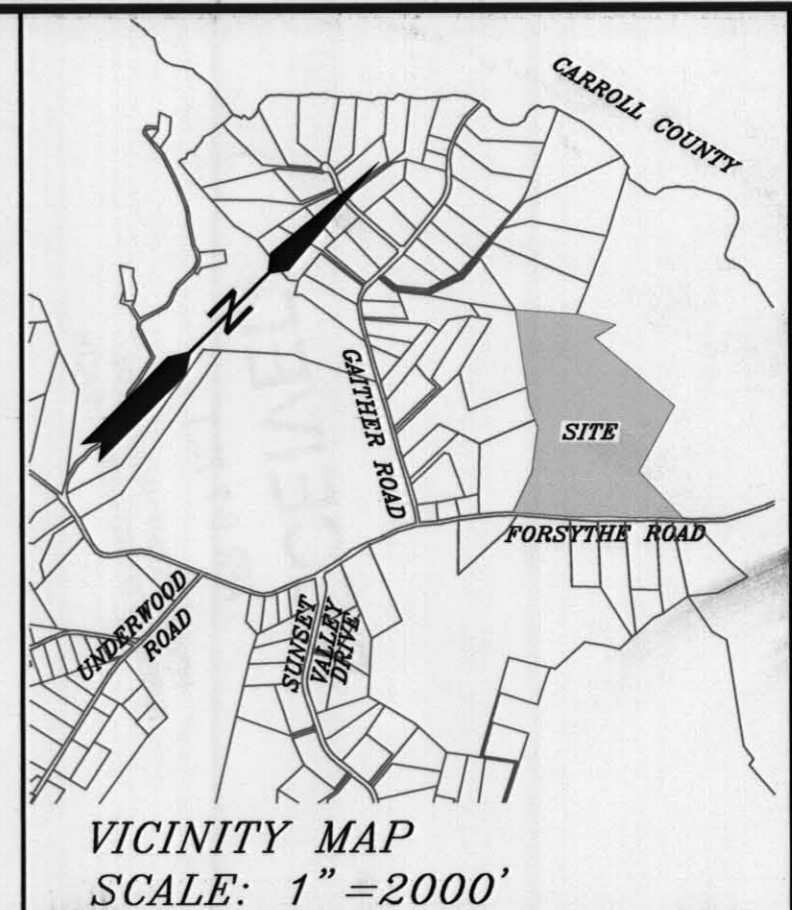 CARROLL COUNTY
N
GAITHER ROAD
SITE
FORSYTHE ROAD
UNDERWOOD
ROAD
SUNSET
VALLEY
DRIVE
VICINITY MAP
SCALE: 1"=2000'